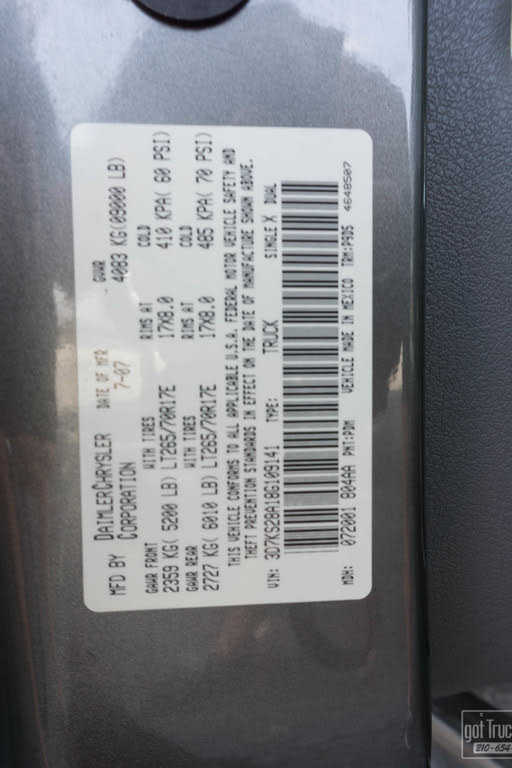 MFD BY DAIMLERCHRYSLER CORPORATION DATE OF MFR 7-07 GVWR 4083 KG(09000 LB)
GAWR FRONT WITH TIRES RIMS AT COLD
2359 KG( 5200 LB) LT265/70R17E 17X8.0 410 KPA( 60 PSI)
GAWR REAR WITH TIRES RIMS AT COLD
2727 KG( 6010 LB) LT265/70R17E 17X8.0 485 KPA( 70 PSI)
THIS VEHICLE CONFORMS TO ALL APPLICABLE U.S.A. FEDERAL MOTOR VEHICLE SAFETY AND
THEFT PREVENTION STANDARDS IN EFFECT ON THE DATE OF MANUFACTURE SHOWN ABOVE.
VIN: 3D7KS28A18G109141 TYPE: TRUCK SINGLE X DUAL
MDH: 072001 804AA PNT:PDM VEHICLE MADE IN MEXICO TRM:P9D5 4648507
got Truc
210-654